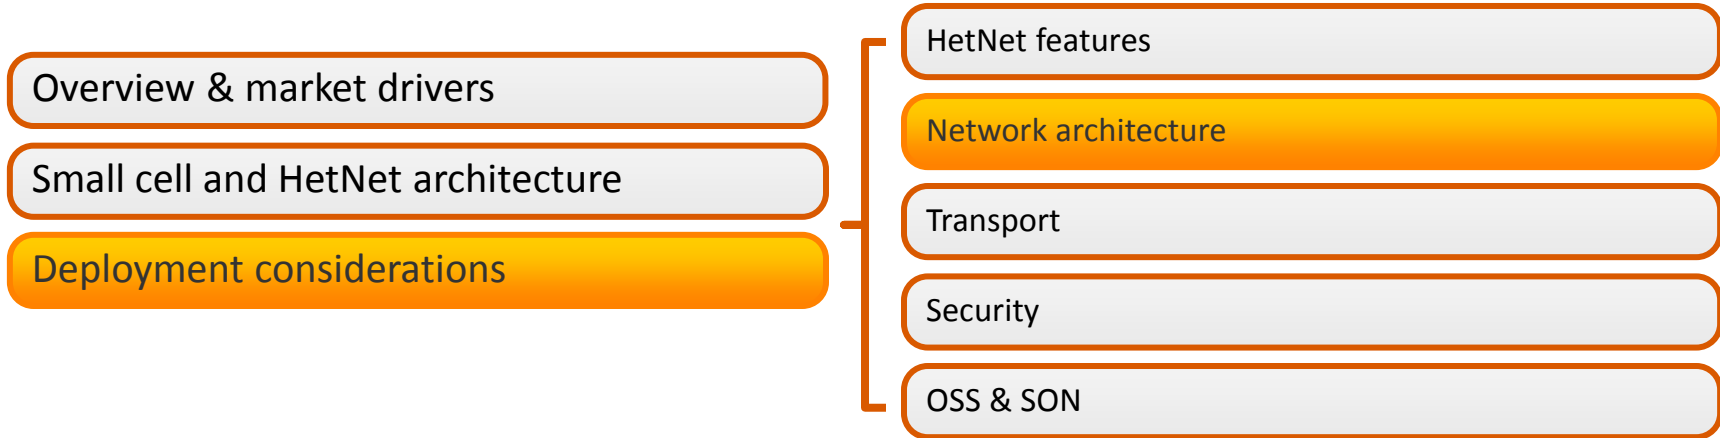 Overview & market drivers
Small cell and HetNet architecture
Deployment considerations
HetNet features
Network architecture
Transport
Security
OSS & SON